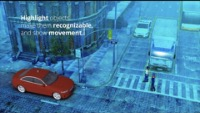 Highlight objects,
make them recognizable,
and show movement.